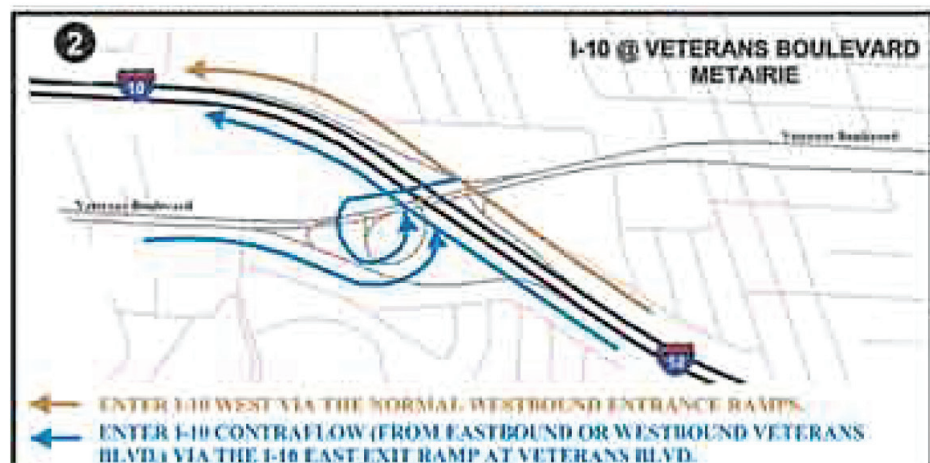 2
I-10 @ VETERANS BOULEVARD
METAIRIE
10
Veterans Boulevard
Veterans Boulevard
10
ENTER I-10 WEST VIA THE NORMAL WESTBOUND ENTRANCE RAMPS.
ENTER I-10 CONTRAFLOW (FROM EASTBOUND OR WESTBOUND VETERANS
BLVD.) VIA THE I-10 EAST EXIT RAMP AT VETERANS BLVD.